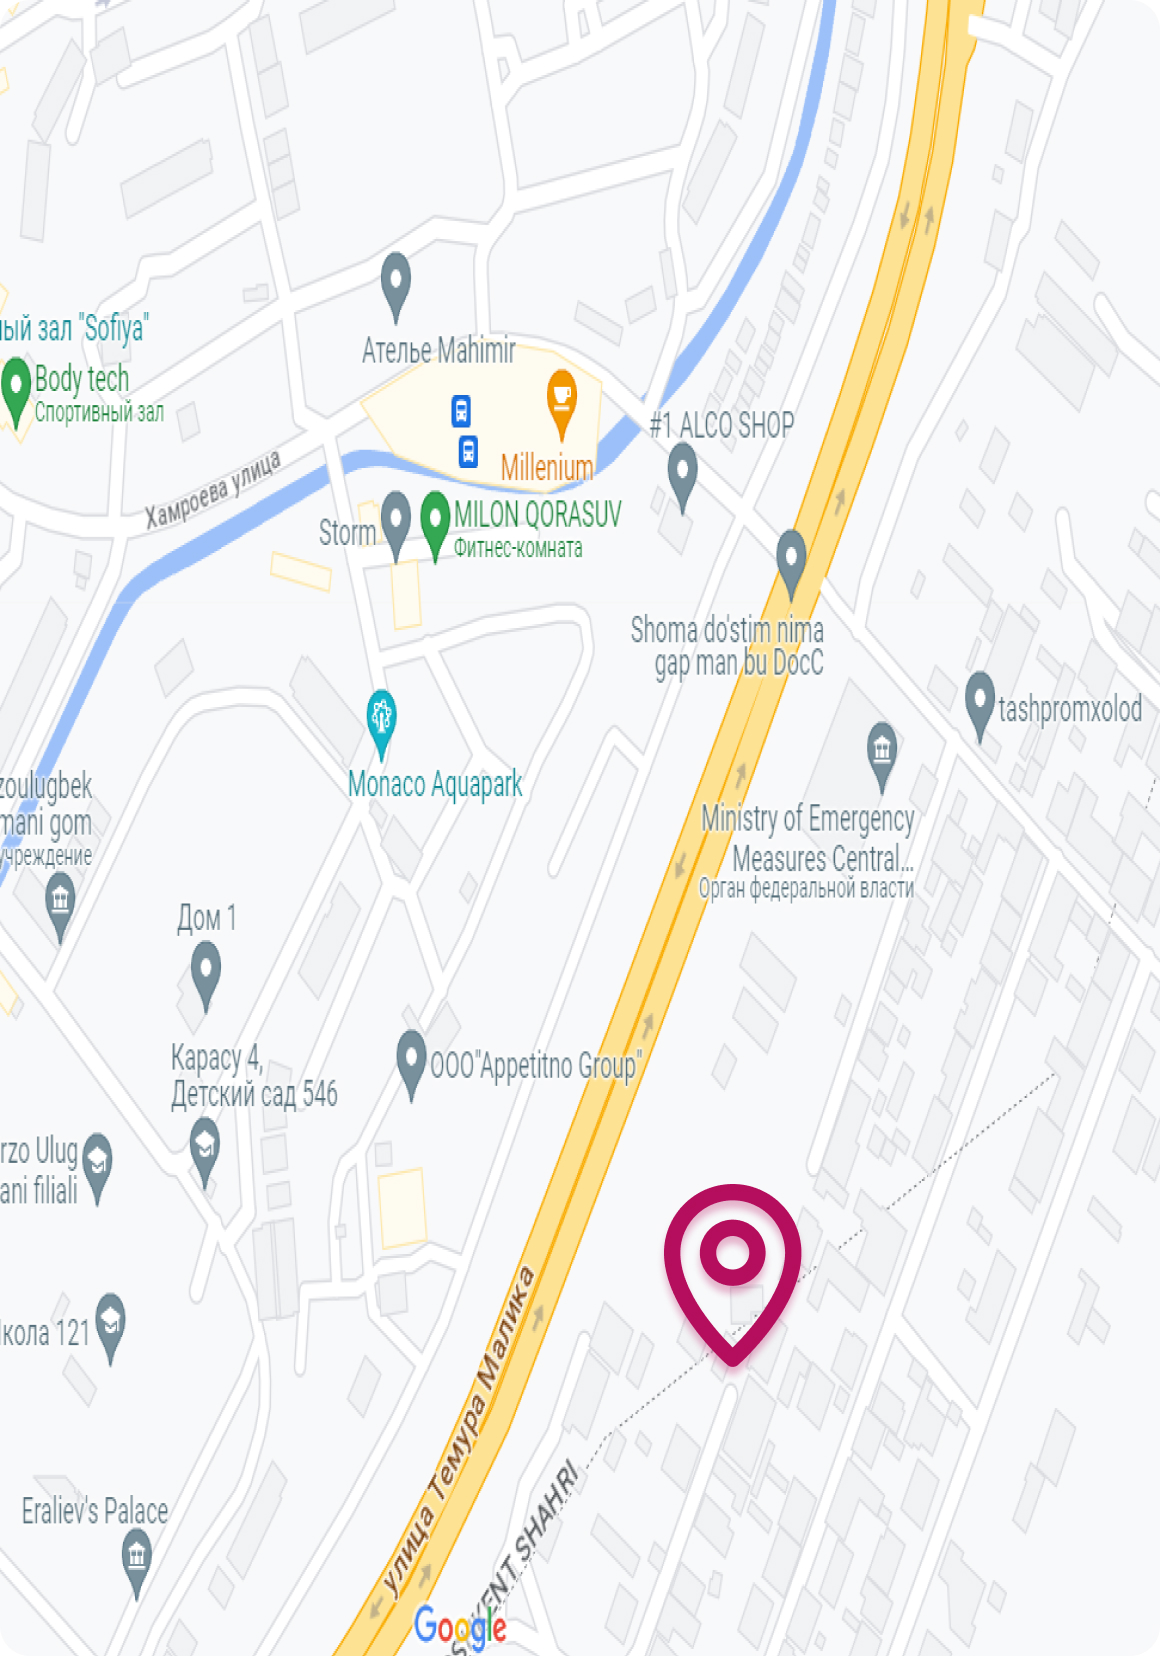 ный зал "Sofiya"
Body tech
Спортивный зал
Ателье Mahimir
Millenium
#1 ALCO SHOP
Хамроева улица
Storm
MILON QORASUV
Фитнес-комната
Shoma do'stim nima
gap man bu DocC
tashpromxolod
Monaco Aquapark
zoulugbek
mani gom
учреждение
Ministry of Emergency
Measures Central...
Орган федеральной власти
Дом 1
Карасу 4,
Детский сад 546
ООО"Appetitno Group"
rzo Ulug
ani filiali
кола 121
улица Темура Малика
Eraliev's Palace
KENT SHAHRI
Google